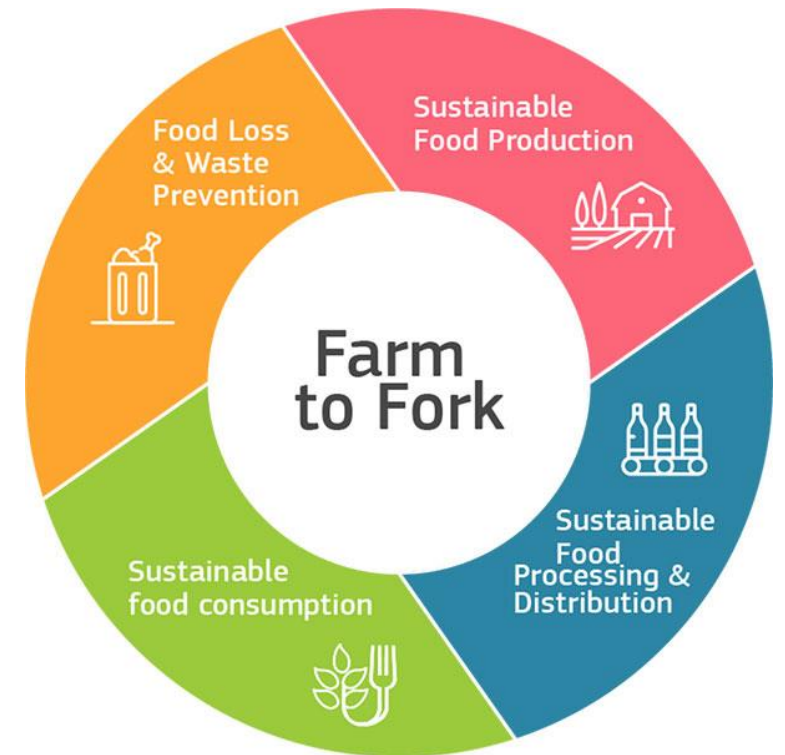 Farm
to Fork
Sustainable
Food Production
Sustainable
Food
Processing &
Distribution
Sustainable
food consumption
Food Loss
& Waste
Prevention